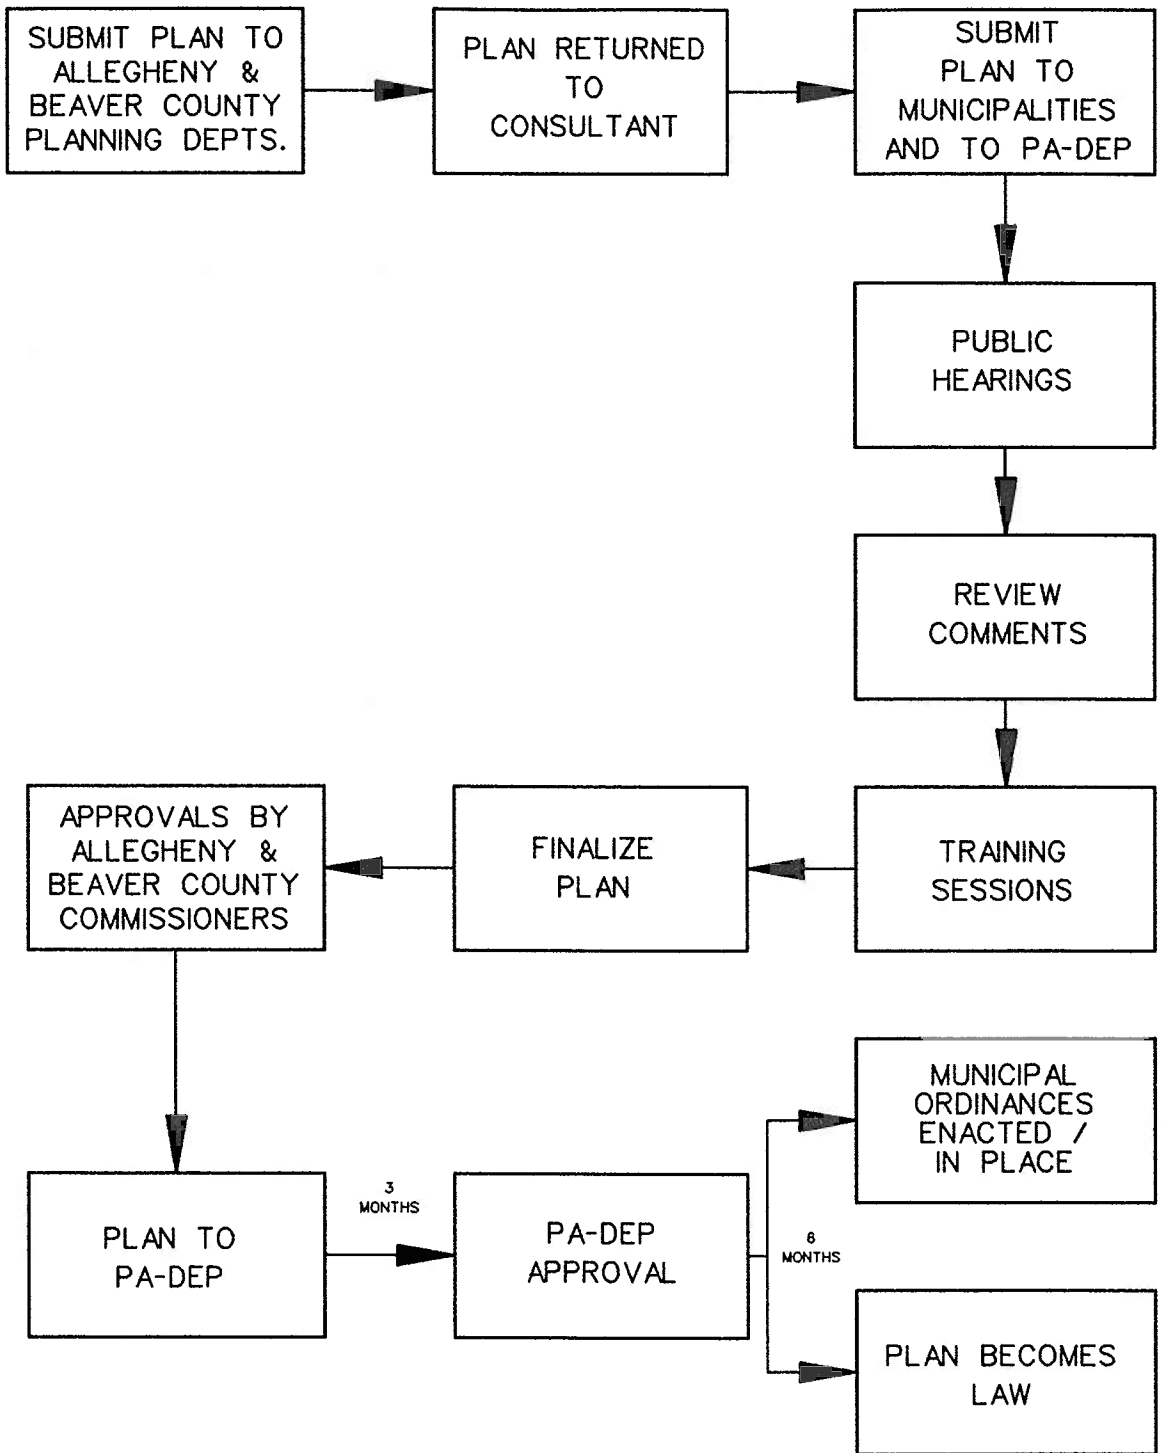 SUBMIT PLAN TO
ALLEGHENY &
BEAVER COUNTY
PLANNING DEPTS.
PLAN RETURNED
TO
CONSULTANT
SUBMIT
PLAN TO
MUNICIPALITIES
AND TO PA-DEP
PUBLIC
HEARINGS
REVIEW
COMMENTS
TRAINING
SESSIONS
FINALIZE
PLAN
APPROVALS BY
ALLEGHENY &
BEAVER COUNTY
COMMISSIONERS
PLAN TO
PA-DEP
3
MONTHS
PA-DEP
APPROVAL
6
MONTHS
MUNICIPAL
ORDINANCES
ENACTED /
IN PLACE
PLAN BECOMES
LAW